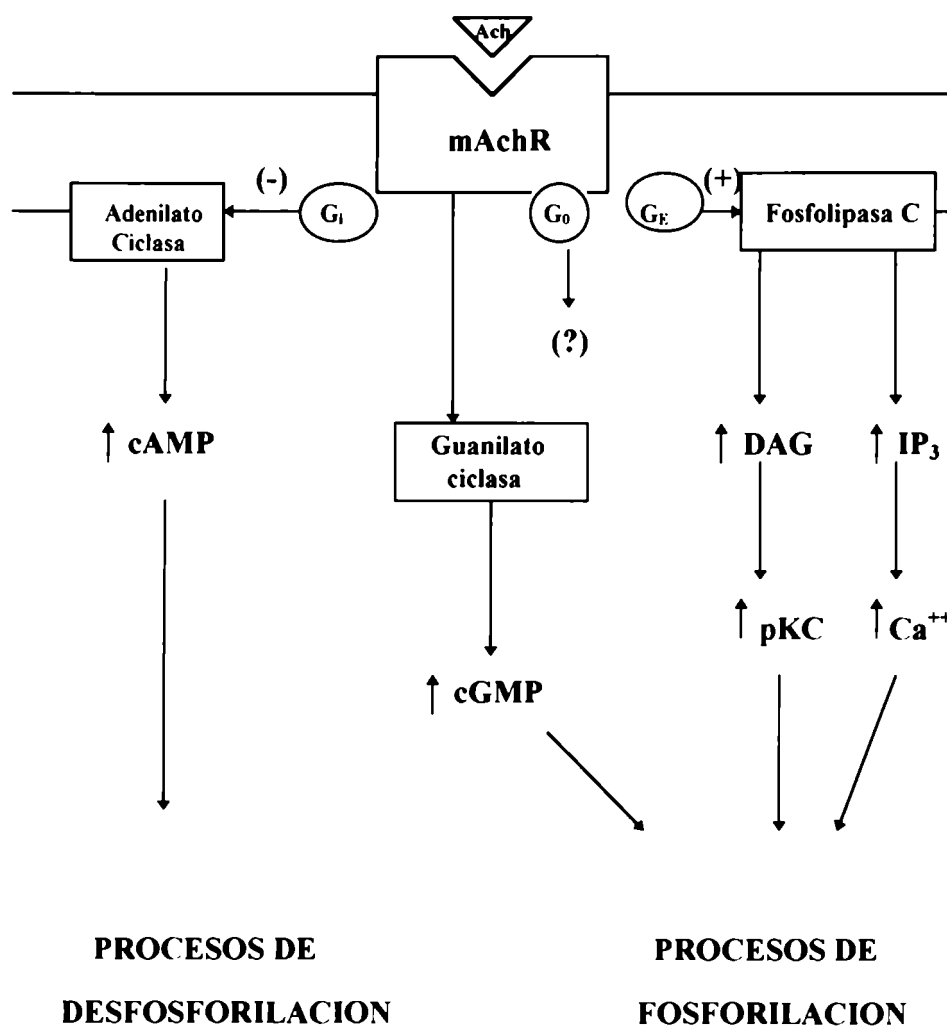 Ach
mAchR
(-)
(+)
Adenilato
Ciclasa
Gi
G0
GE
Fosfolipasa C
(?)
↑ cAMP
Guanilato
ciclasa
↑ DAG
↑ IP₃
↑ pKC
↑ Ca⁺⁺
↑ cGMP
PROCESOS DE
DESFOSFORILACION
PROCESOS DE
FOSFORILACION